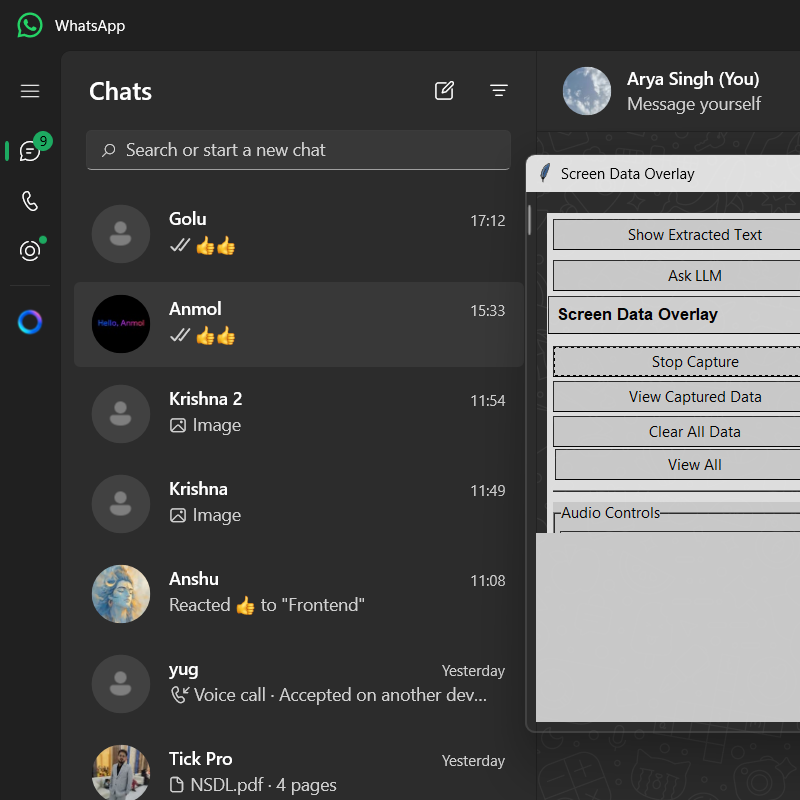 WhatsApp
Chats
9
Search or start a new chat
Golu
17:12
👍👍
Hello, Anmol
Anmol
15:33
👍👍
Krishna 2
11:54
Image
Krishna
11:49
Image
Anshu
11:08
Reacted 👍 to "Frontend"
yug
Yesterday
Voice call · Accepted on another dev...
Tick Pro
Yesterday
NSDL.pdf · 4 pages
Arya Singh (You)
Message yourself
Screen Data Overlay
Show Extracted Text
Ask LLM
Screen Data Overlay
Stop Capture
View Captured Data
Clear All Data
View All
Audio Controls